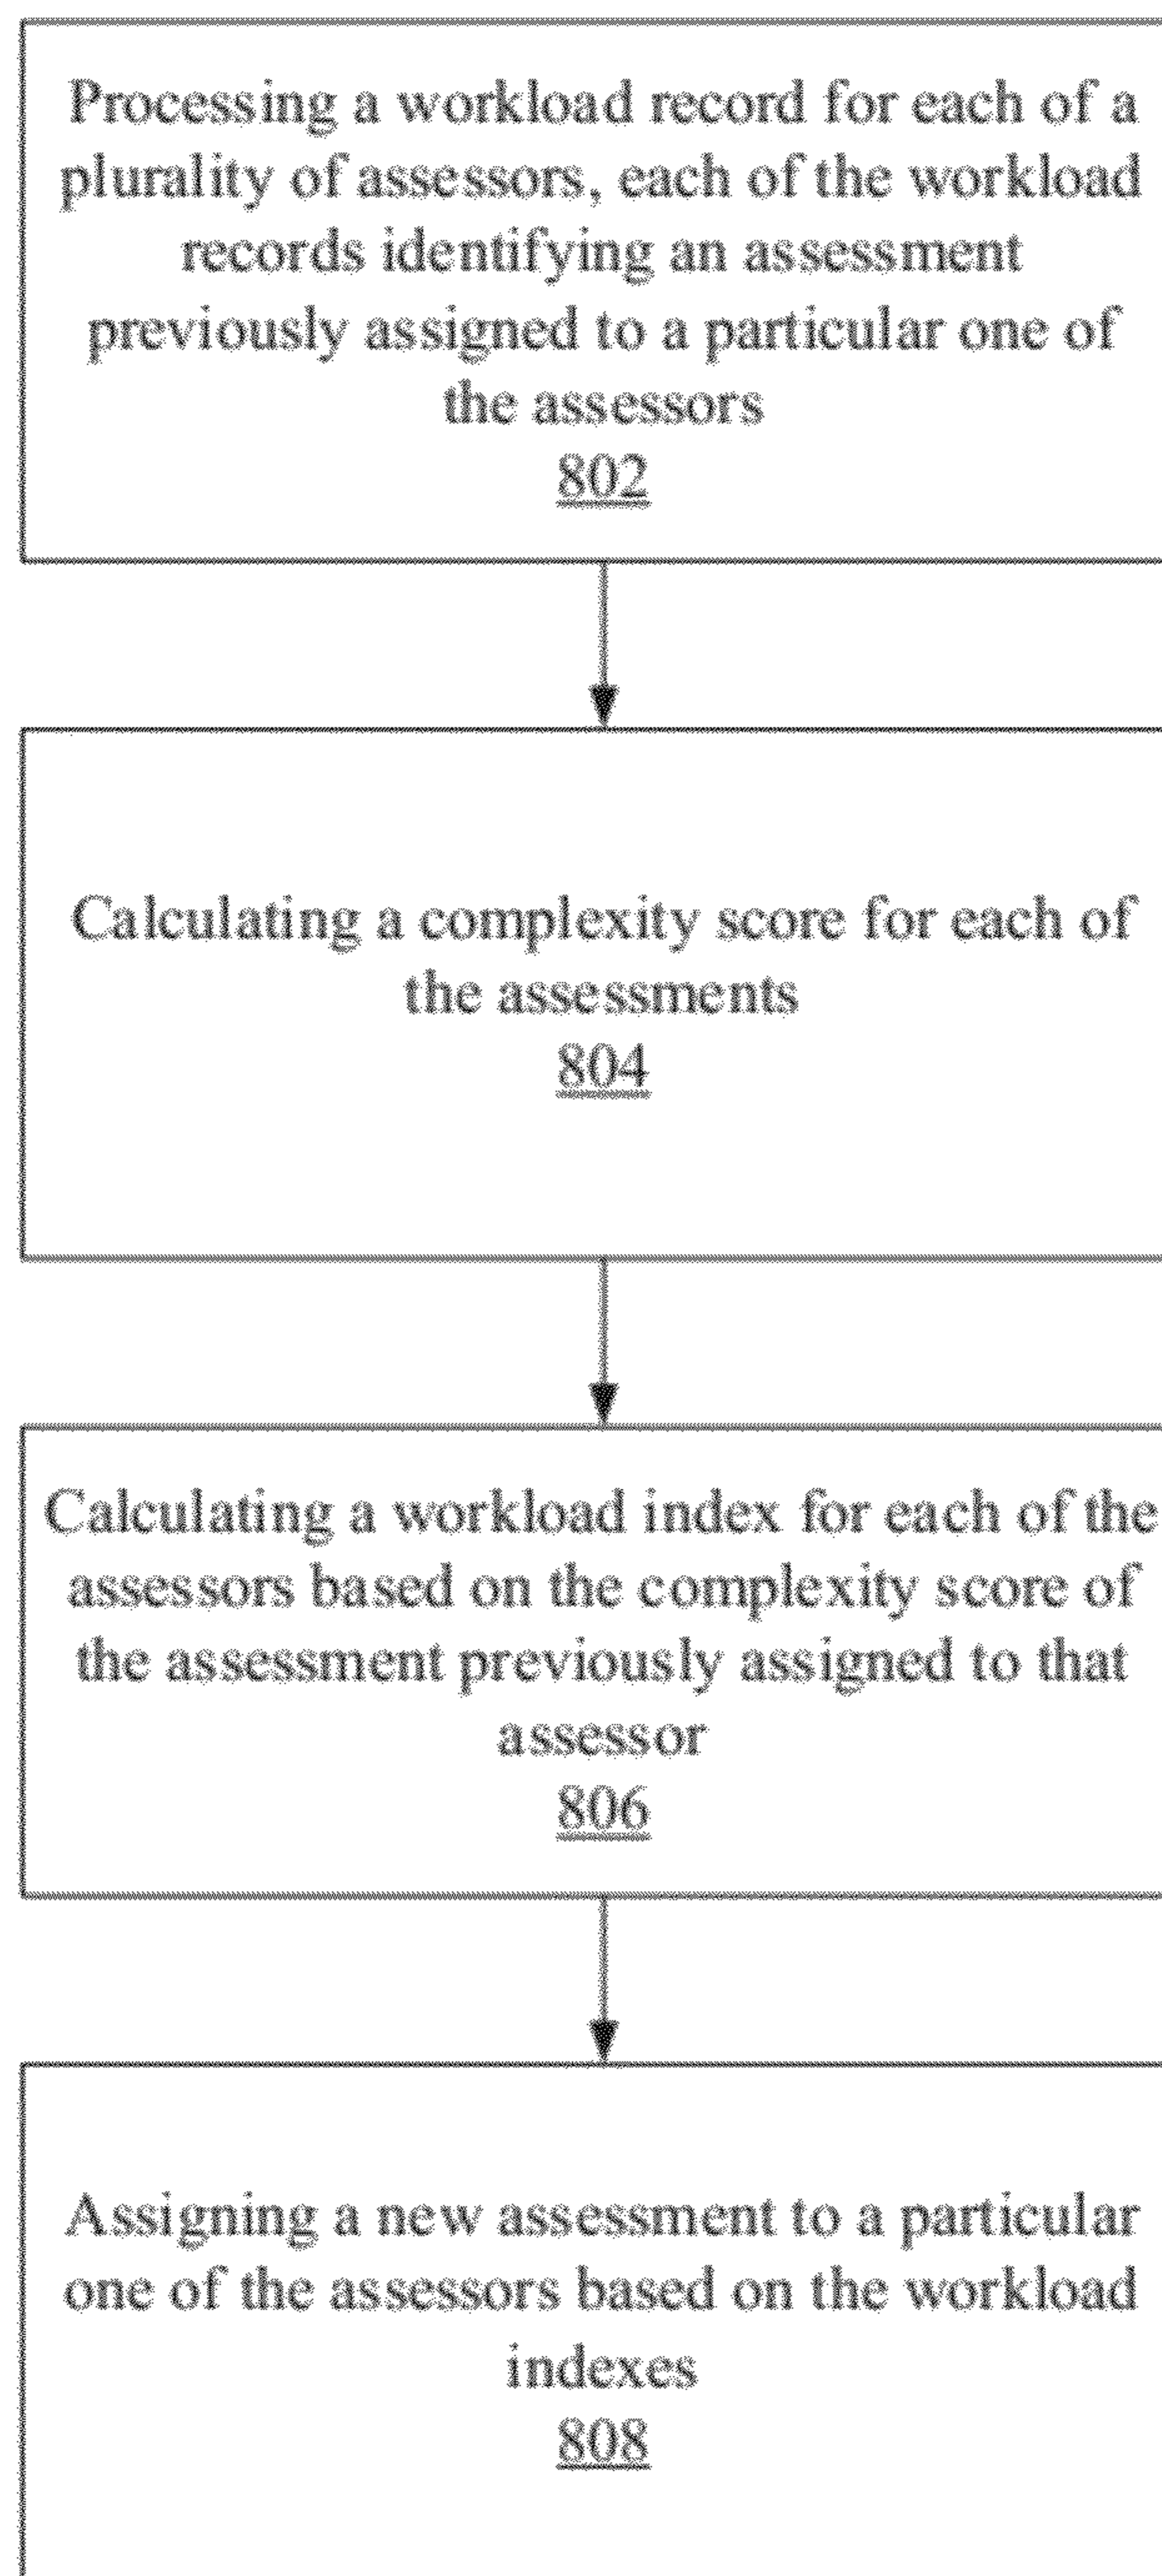 Processing a workload record for each of a
plurality of assessors, each of the workload
records identifying an assessment
previously assigned to a particular one of
the assessors
802
Calculating a complexity score for each of
the assessments
804
Calculating a workload index for each of the
assessors based on the complexity score of
the assessment previously assigned to that
assessor
806
Assigning a new assessment to a particular
one of the assessors based on the workload
indexes
808